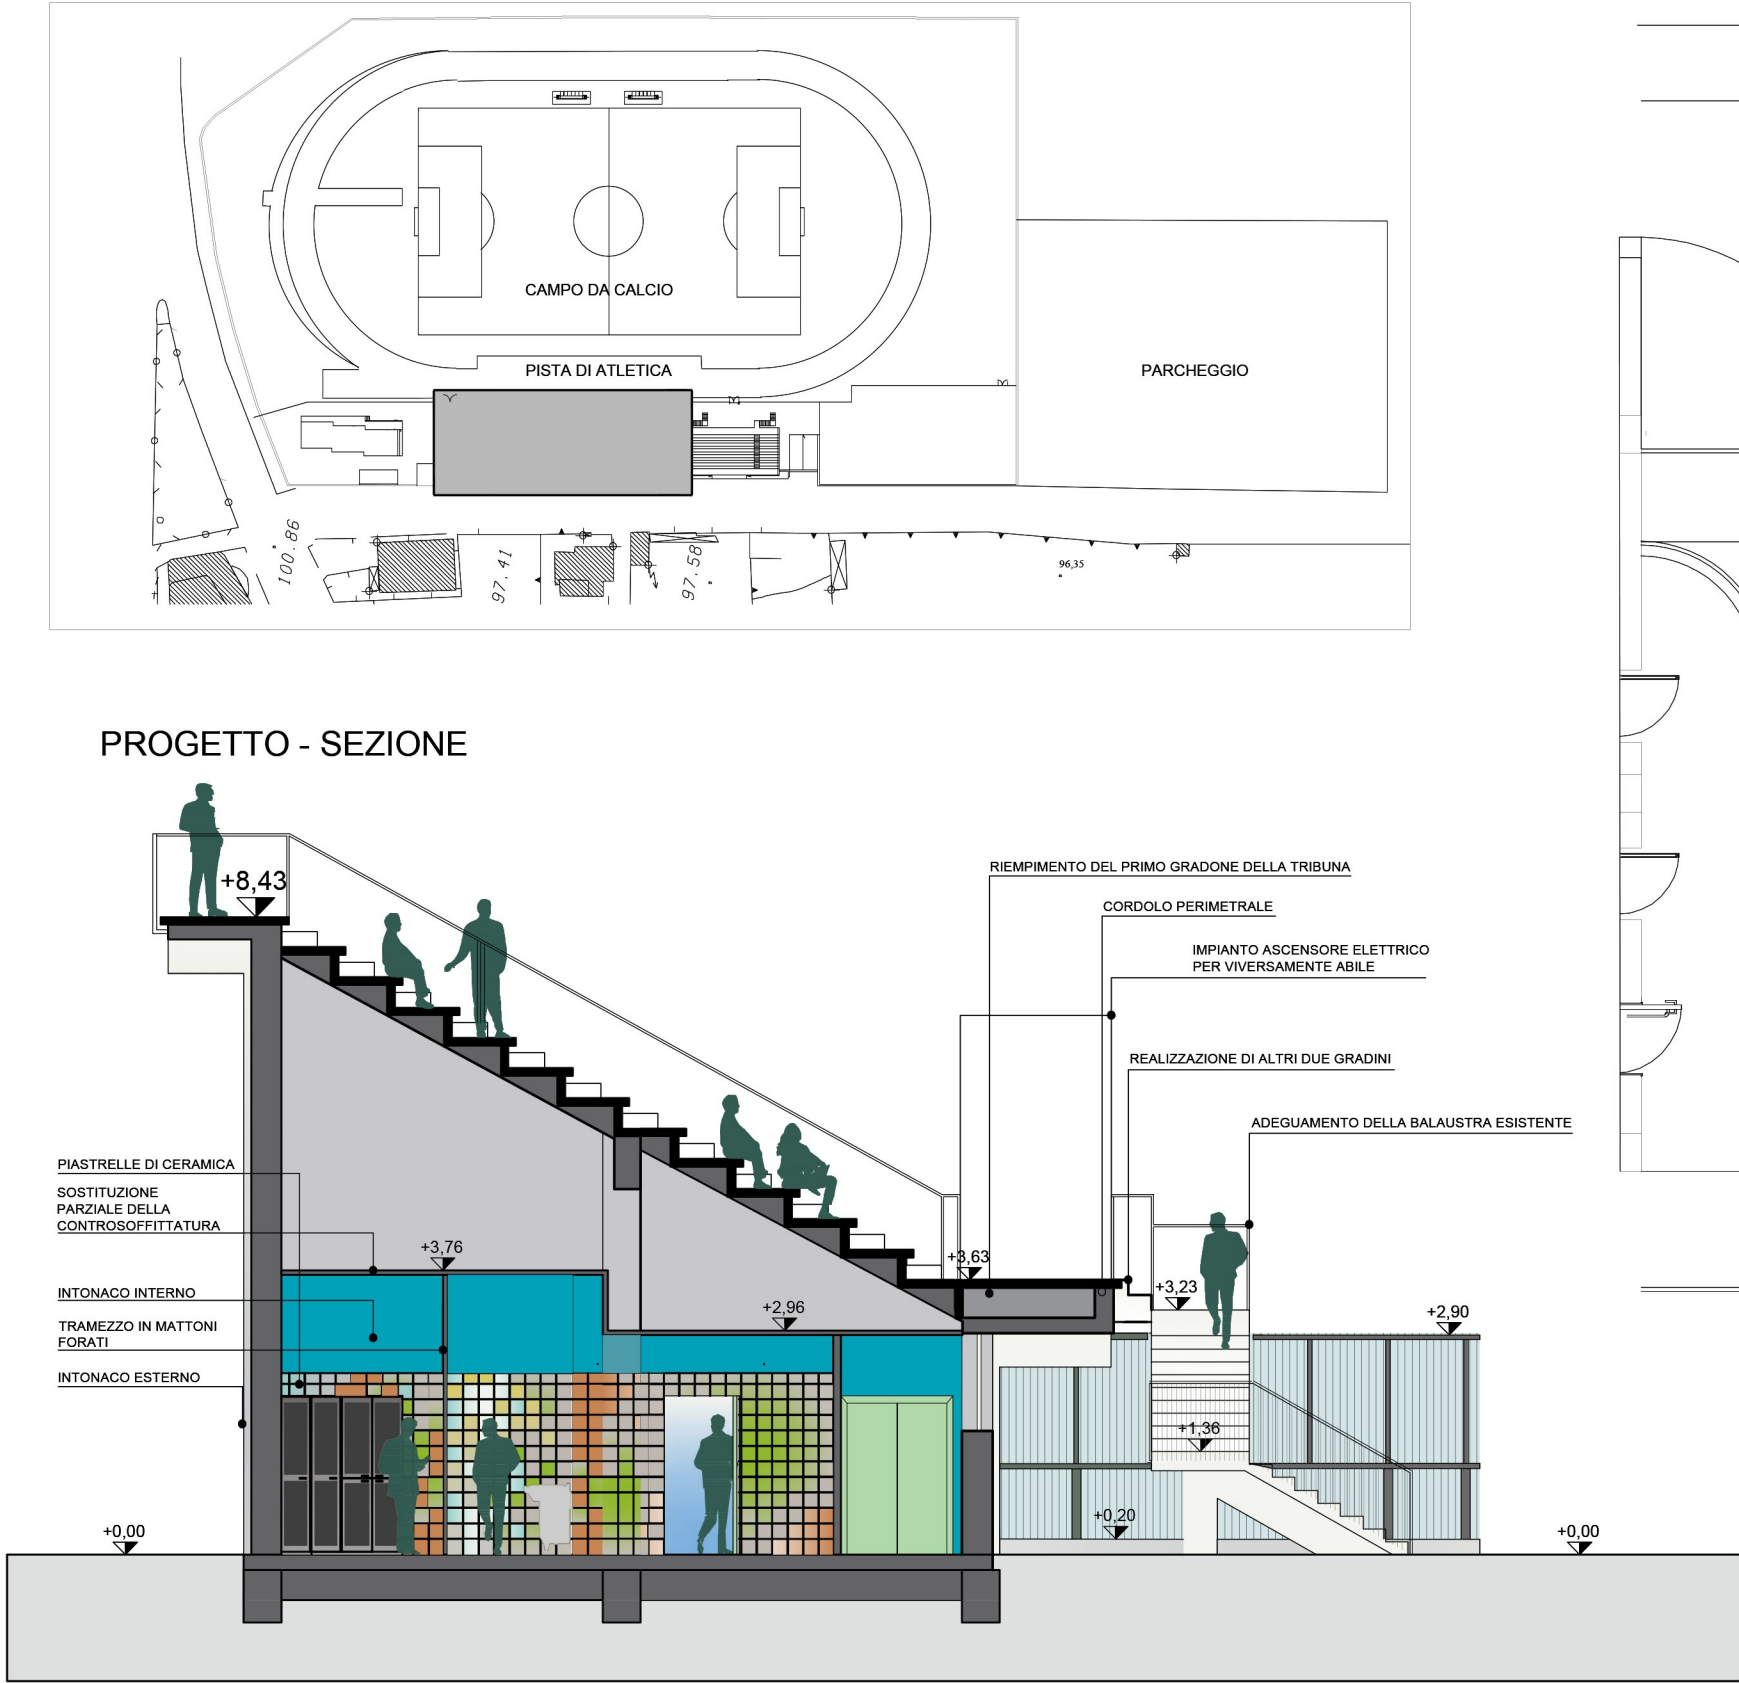 CAMPO DA CALCIO
PISTA DI ATLETICA
PARCHEGGIO
100.86
97.41
97.58
96,35
PROGETTO - SEZIONE
+8,43
RIEMPIMENTO DEL PRIMO GRADONE DELLA TRIBUNA
CORDOLO PERIMETRALE
IMPIANTO ASCENSORE ELETTRICO
PER VIVERSAMENTE ABILE
REALIZZAZIONE DI ALTRI DUE GRADINI
ADEGUAMENTO DELLA BALAUSTRA ESISTENTE
PIASTRELLE DI CERAMICA
SOSTITUZIONE
PARZIALE DELLA
CONTROSOFFITTATURA
+3,76
+3,63
+3,23
INTONACO INTERNO
+2,96
+2,90
TRAMEZZO IN MATTONI
FORATI
INTONACO ESTERNO
+1,36
+0,20
+0,00
+0,00